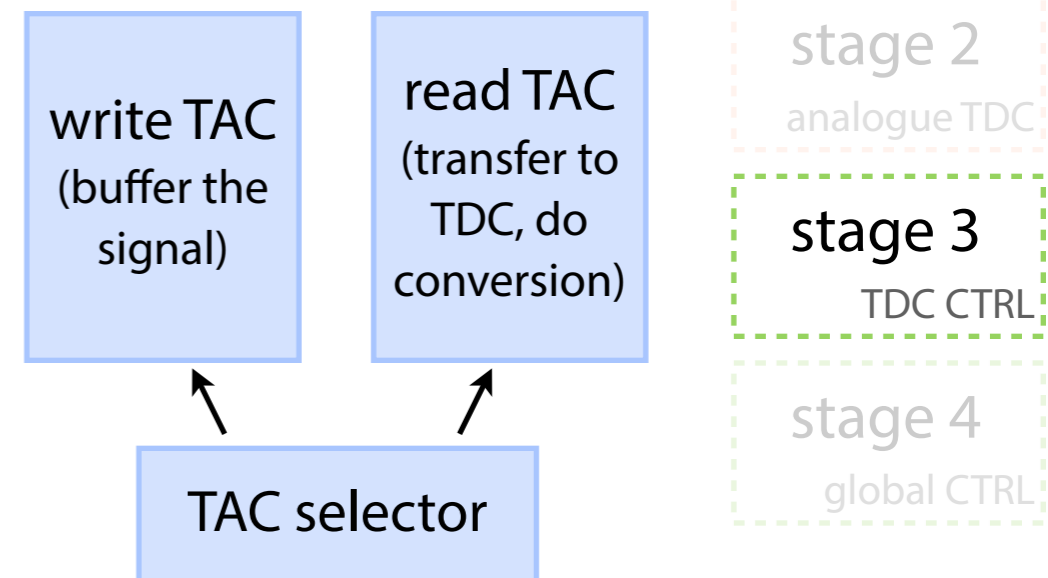 write TAC
(buffer the
signal)
read TAC
(transfer to
TDC, do
conversion)
TAC selector
stage 2
analogue TDC
stage 3
TDC CTRL
stage 4
global CTRL